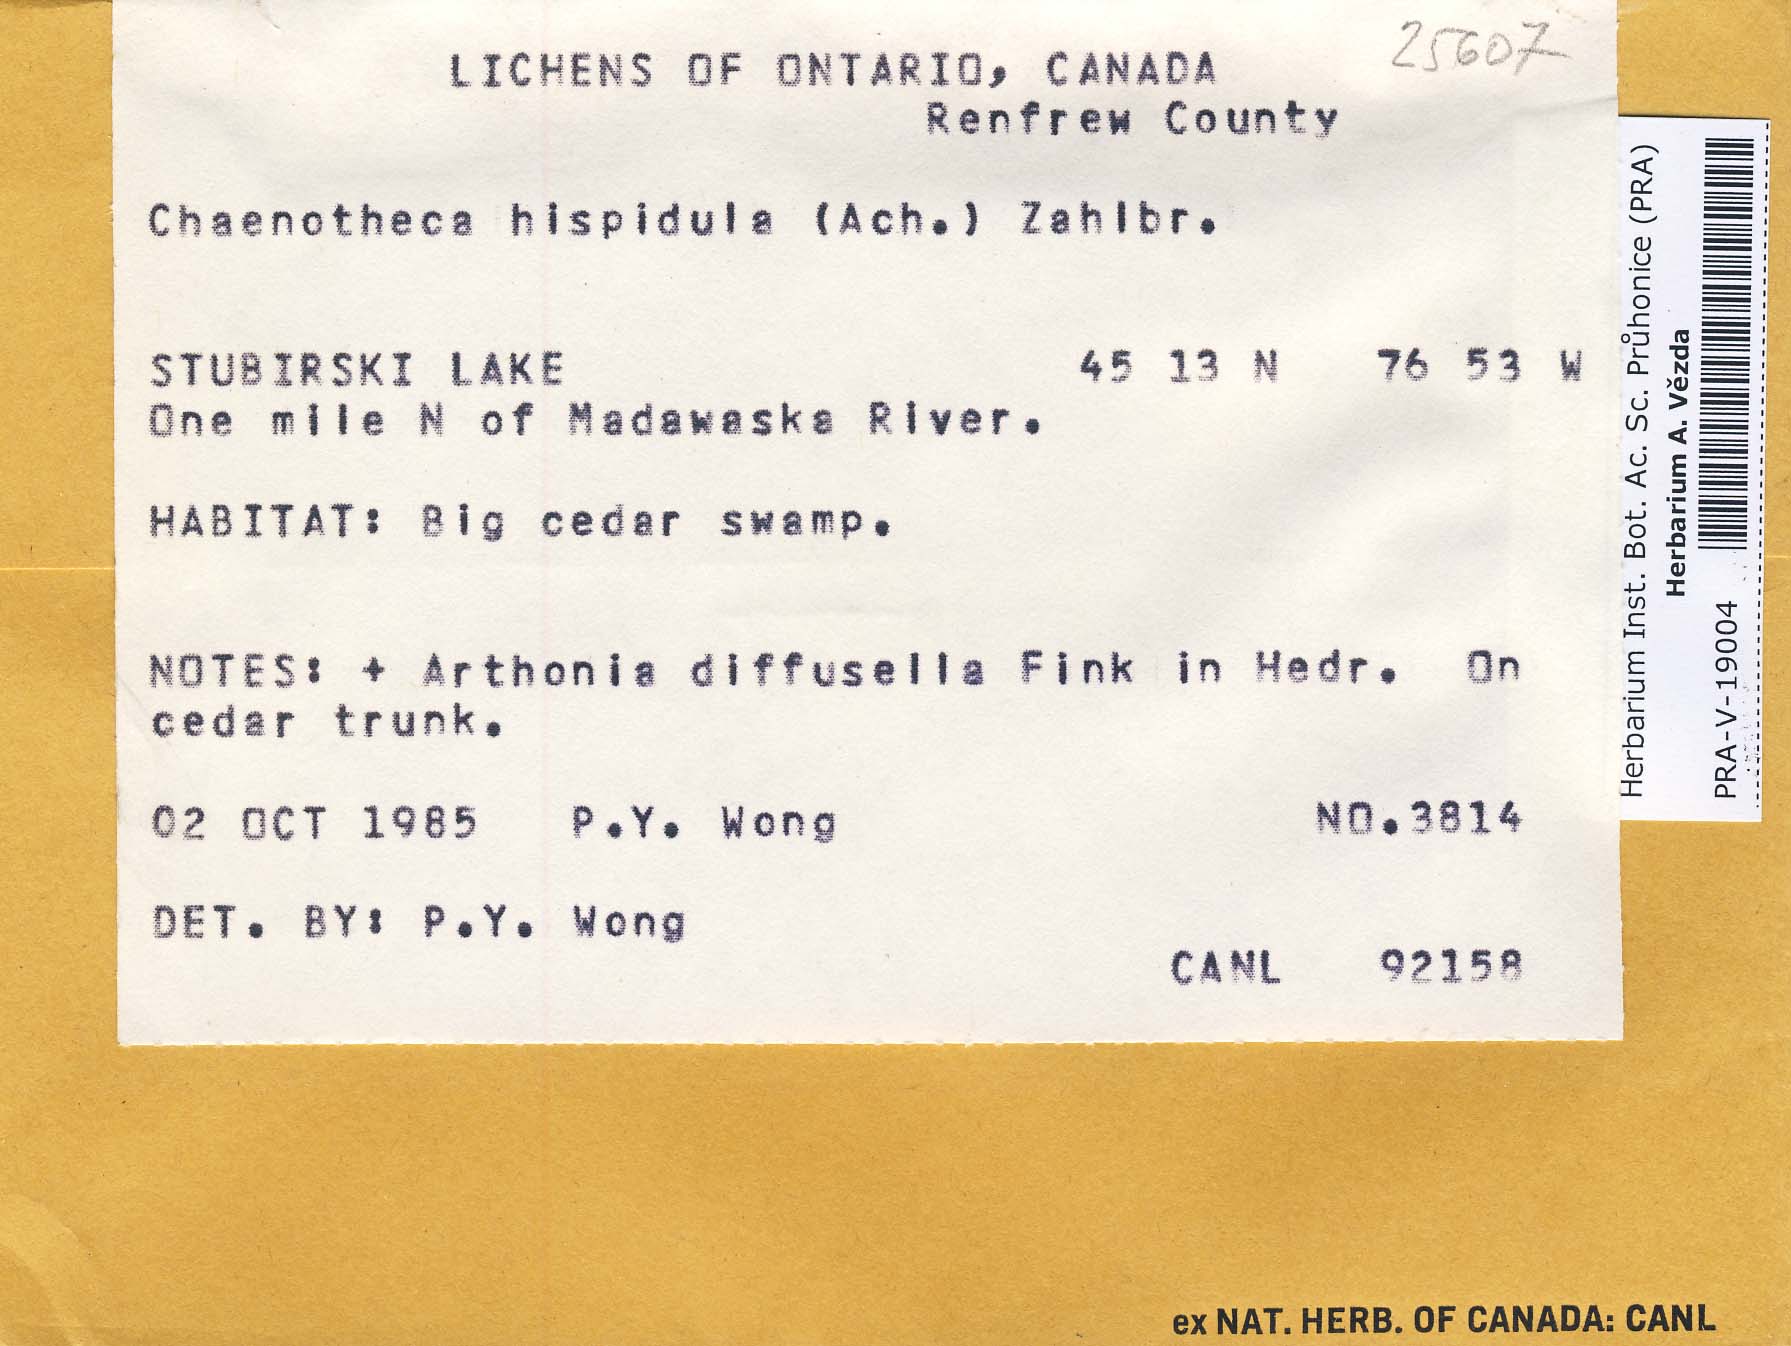 25607
LICHENS OF ONTARIO, CANADA
Renfrew County
Chaenotheca hispidula (Ach.) Zahlbr.
STUBIRSKI LAKE 45 13 N 76 53 W
One mile N of Madawaska River.
HABITAT: Big cedar swamp.
NOTES: + Arthonia diffusella Fink in Hedr. On
cedar trunk.
02 OCT 1985 P.Y. Wong NO.3814
DET. BY: P.Y. Wong
CANL 92158
Herbarium Inst. Bot. Ac. Sc. Průhonice (PRA)
Herbarium A. Vězda
PRA-V-19004
ex NAT. HERB. OF CANADA: CANL